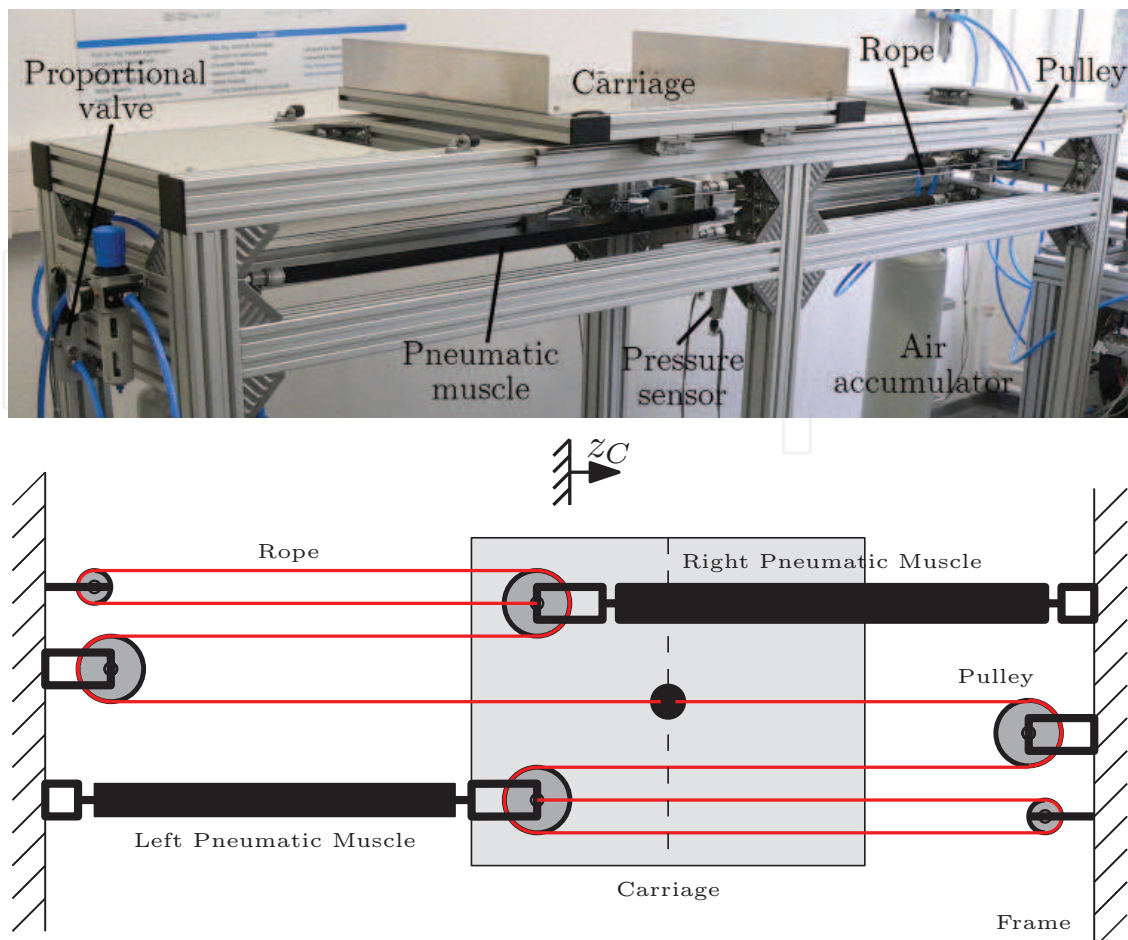 Proportional
valve
Carriage
Rope
Pulley
Pneumatic
muscle
Pressure
sensor
Air
accumulator
z_C
Rope
Right Pneumatic Muscle
Pulley
Left Pneumatic Muscle
Carriage
Frame